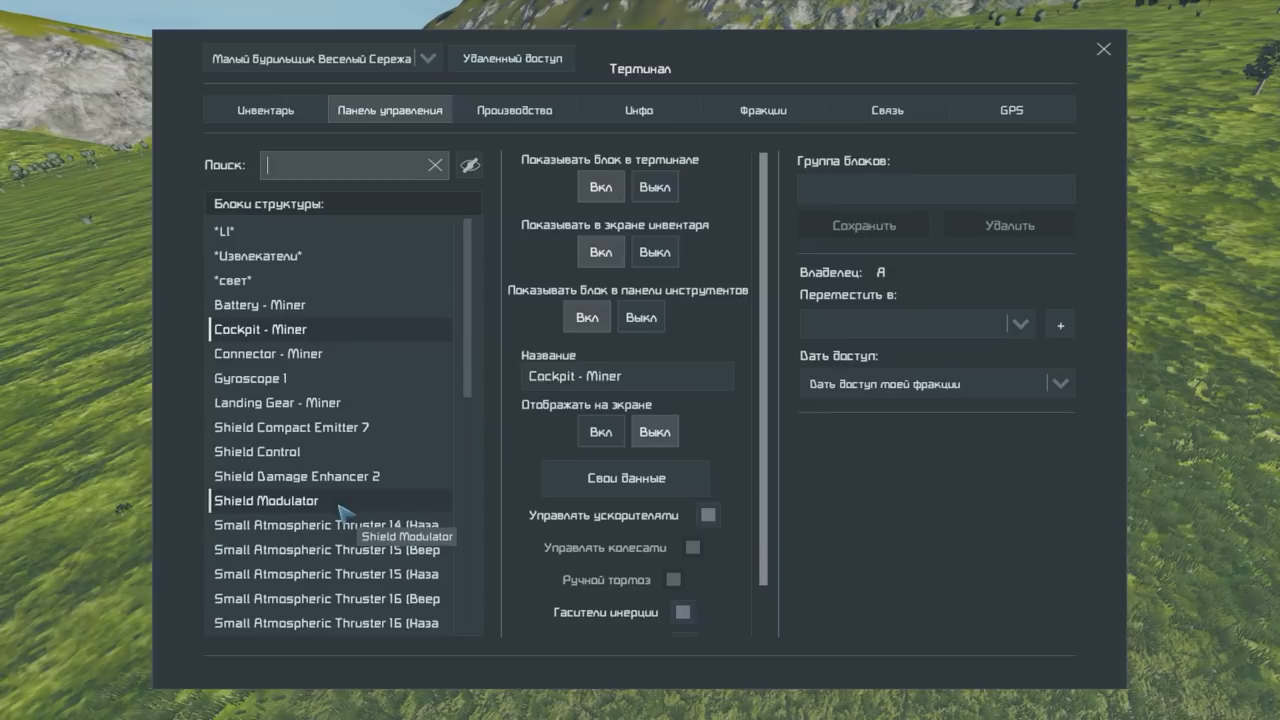 Малый бурильщик Веселый Сережа
Удаленный доступ
Терминал
Инвентарь
Панель управления
Производство
Инфо
Фракции
Связь
GPS
Поиск:
Блоки структуры:
*LI*
*Извлекатели*
*свет*
Battery - Miner
Cockpit - Miner
Connector - Miner
Gyroscope 1
Landing Gear - Miner
Shield Compact Emitter 7
Shield Control
Shield Damage Enhancer 2
Shield Modulator
Small Atmospheric Thruster 14 (Наза
Shield Modulator
Small Atmospheric Thruster 15 (Ввер
Small Atmospheric Thruster 15 (Наза
Small Atmospheric Thruster 16 (Ввер
Small Atmospheric Thruster 16 (Наза
Показывать блок в терминале
Вкл Выкл
Показывать в экране инвентаря
Вкл Выкл
Показывать блок в панели инструментов
Вкл Выкл
Название
Cockpit - Miner
Отображать на экране
Вкл Выкл
Свои данные
Управлять ускорителями
Управлять колесами
Ручной тормоз
Гасители инерции
Группа блоков:
Сохранить Удалить
Владелец: A
Переместить в:
+
Дать доступ:
Дать доступ моей фракции